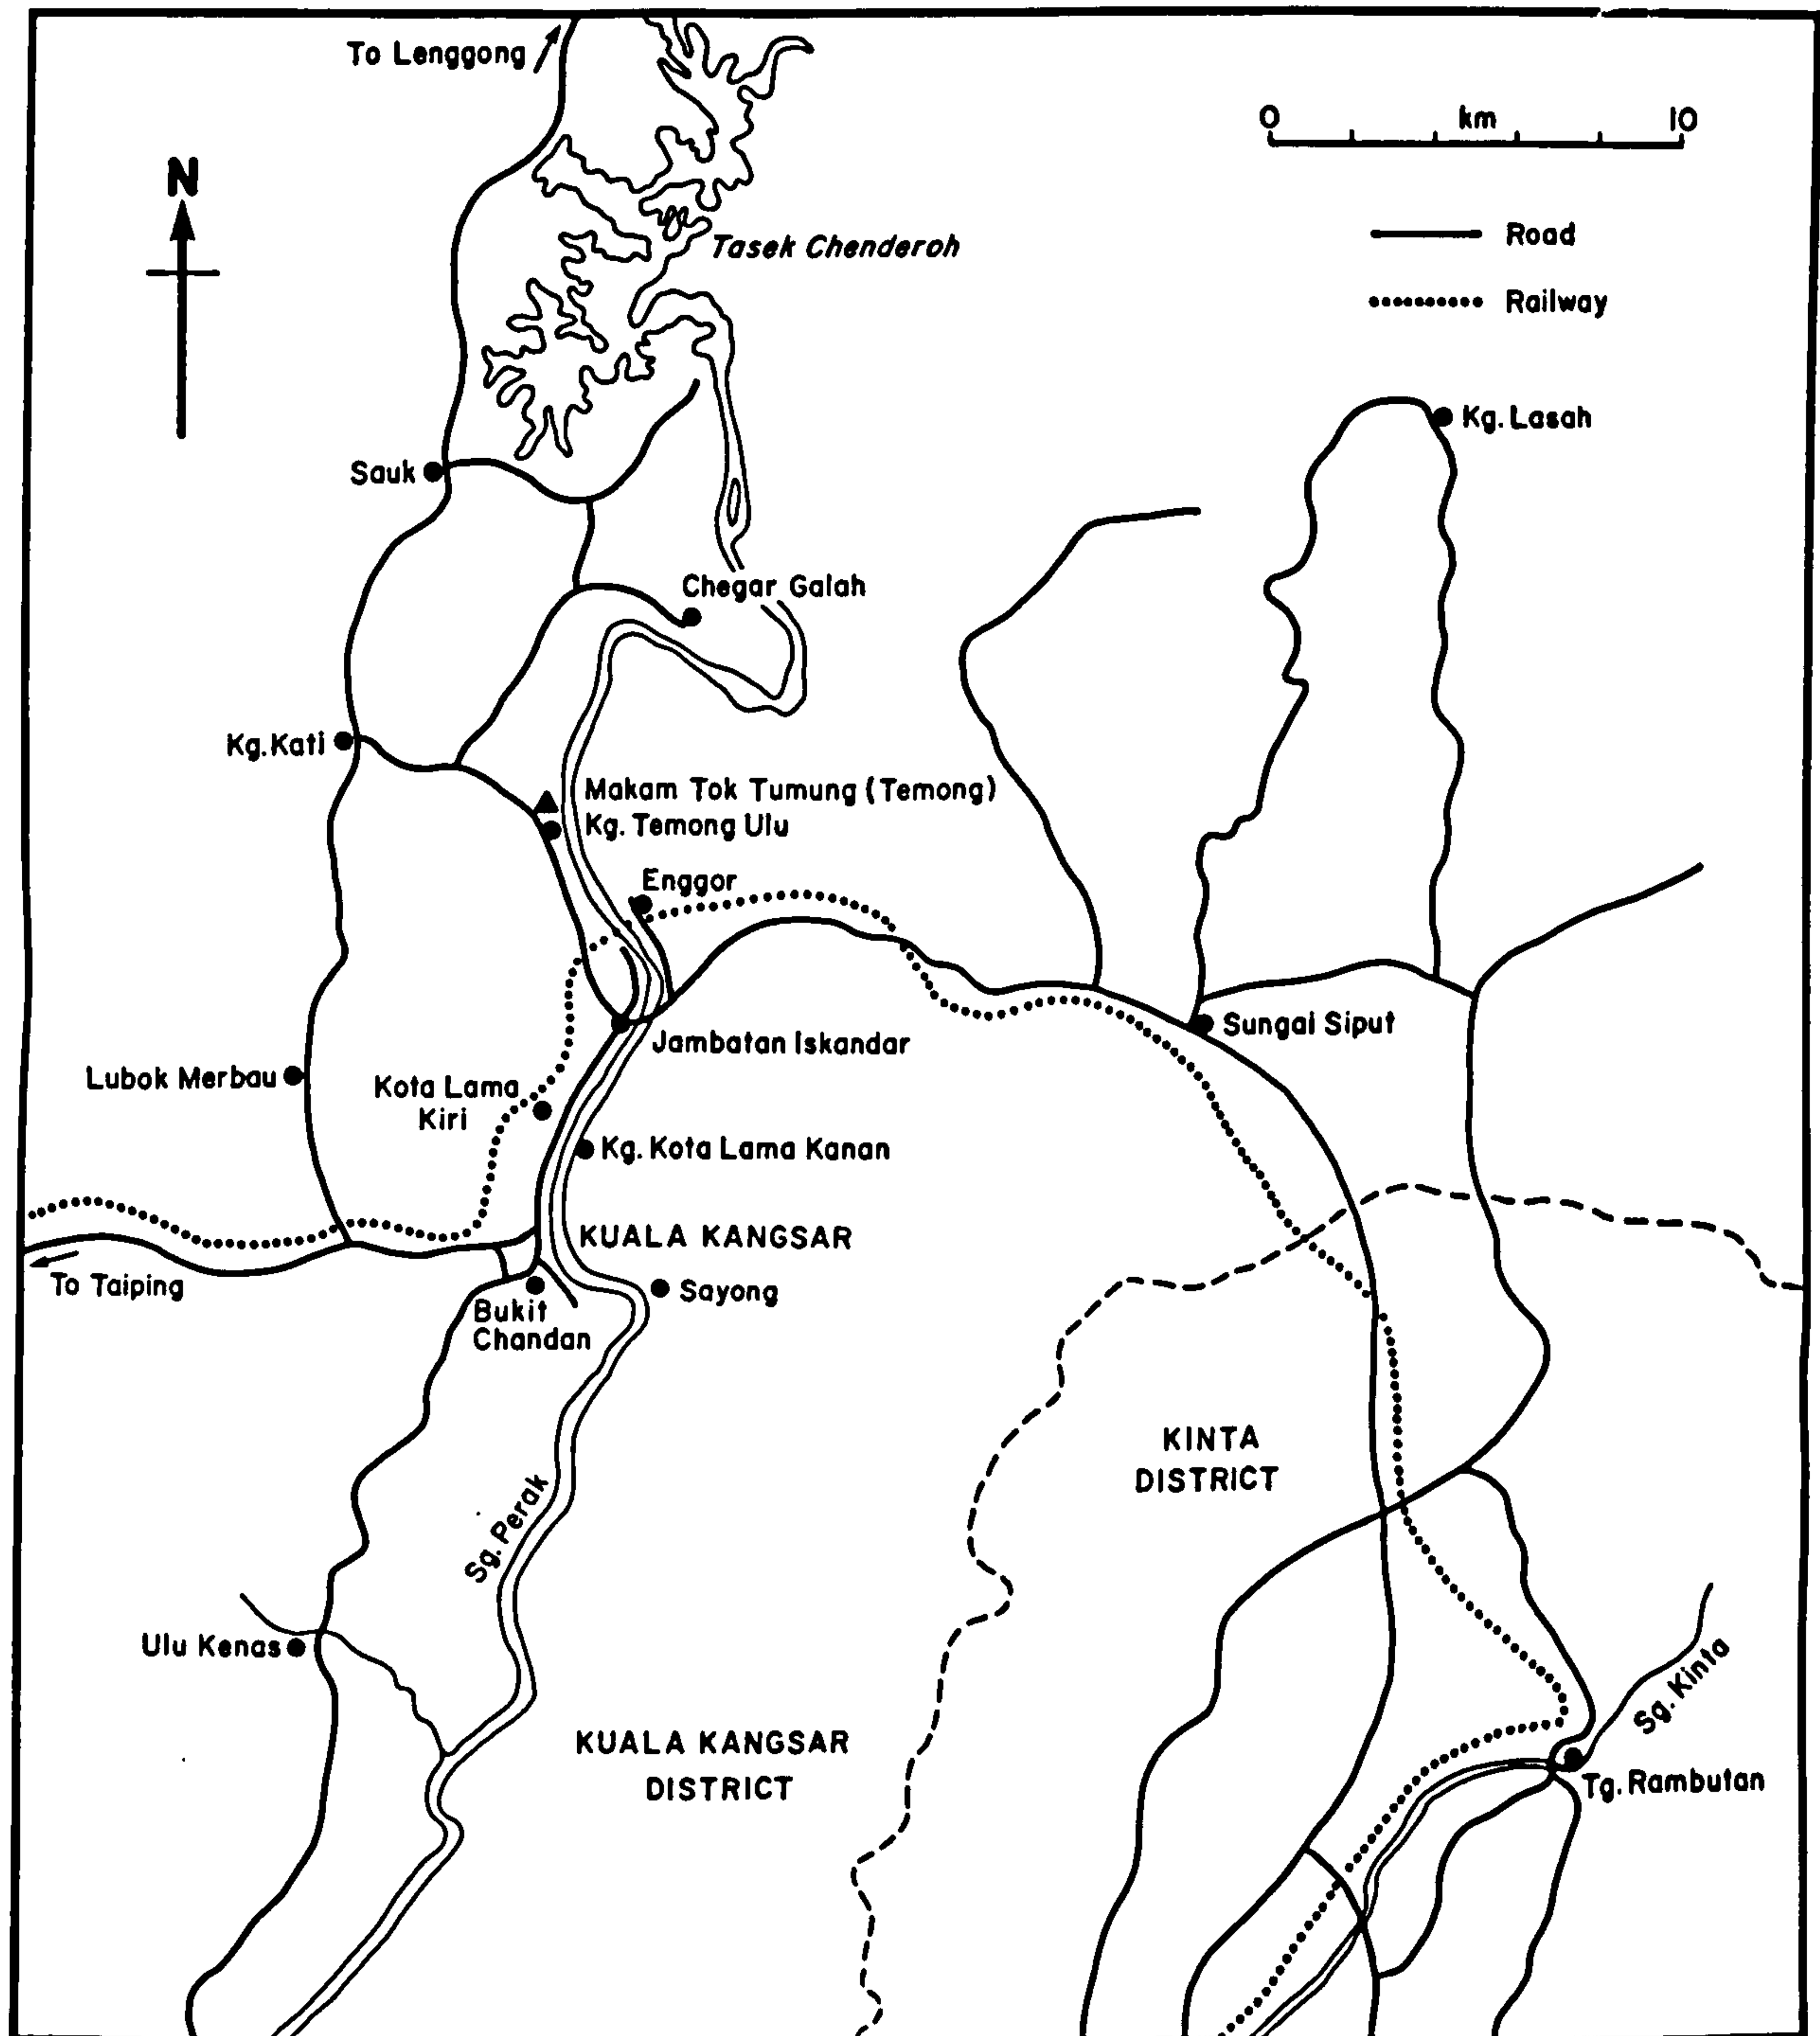 To Lenggong
0 km 10
N
Road
Tasek Chenderoh
Railway
Kg. Lasah
Sauk
Chegar Galah
Kg. Kati
Makam Tok Tumung (Temong)
Kg. Temong Ulu
Enggor
Sungai Siput
Jambatan Iskandar
Lubok Merbau
Kota Lama
Kiri
Kg. Kota Lama Kanan
KUALA KANGSAR
To Taiping
Sayong
Bukit
Chandan
KINTA
DISTRICT
Sg. Perak
Ulu Kenas
Sg. Kinta
KUALA KANGSAR
DISTRICT
Tg. Rambutan